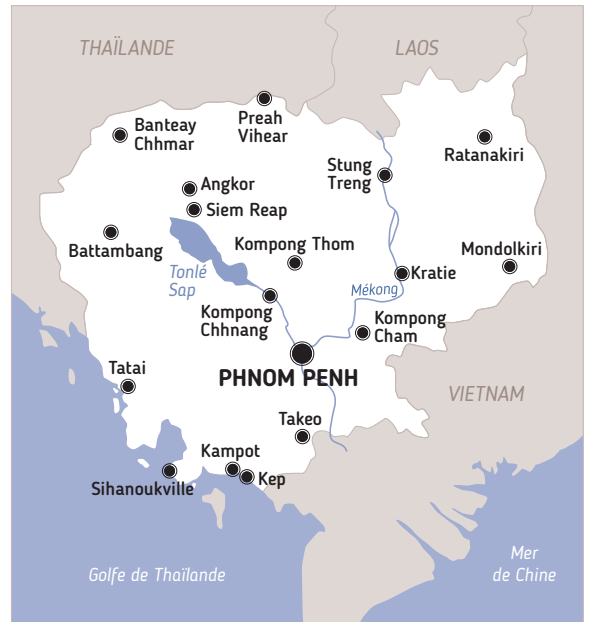 THAÏLANDE
LAOS
Banteay
Chhmar
Preah
Vihear
Ratanakiri
Stung
Treng
Angkor
Siem Reap
Battambang
Kompong Thom
Mondolkiri
Tonlé
Sap
Kratie
Mékong
Kompong
Chhnang
Kompong
Cham
Tatai
PHNOM PENH
VIETNAM
Takeo
Kampot
Kep
Sihanoukville
Golfe de Thaïlande
Mer
de Chine